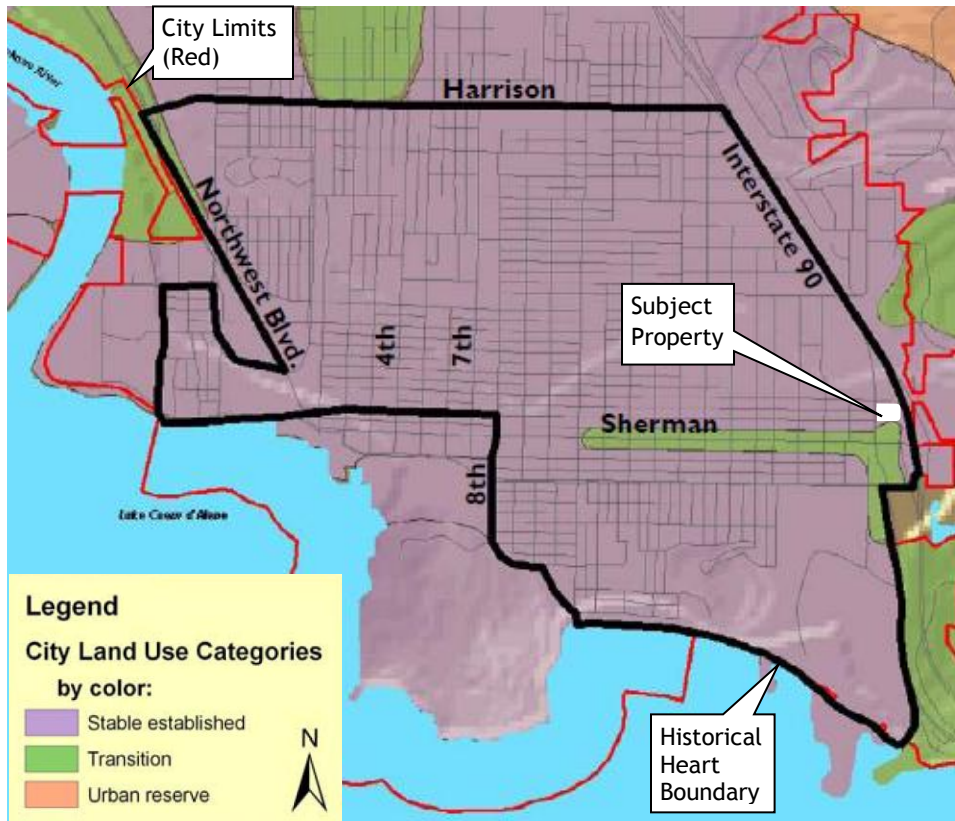 City Limits
(Red)
River
Harrison
Interstate 90
Northwest Blvd.
Subject
Property
4th
7th
Sherman
8th
Lake Coeur d'Alene
Legend
City Land Use Categories
by color:
Stable established
Transition
Urban reserve
N
Historical
Heart
Boundary